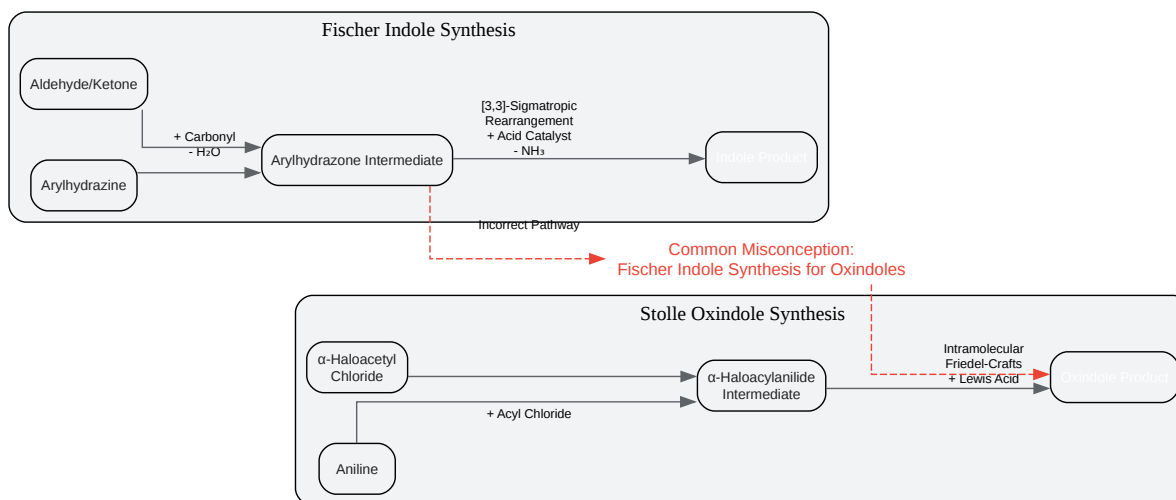 Fischer Indole Synthesis
Aldehyde/Ketone
Arylhydrazine
+ Carbonyl
- H₂O
Arylhydrazone Intermediate
[3,3]-Sigmatropic
Rearrangement
+ Acid Catalyst
- NH₃
Indole Product
Incorrect Pathway
Common Misconception:
Fischer Indole Synthesis for Oxindoles
Stolle Oxindole Synthesis
α-Haloacetyl
Chloride
Aniline
+ Acyl Chloride
α-Haloacylanilide
Intermediate
Intramolecular
Friedel-Crafts
+ Lewis Acid
Oxindole Product